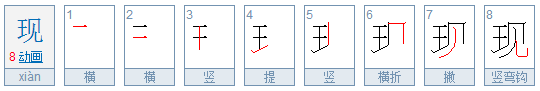 现 1 2 3 4 5 6 7 8
8 动画
xiàn 横 横 竖 提 竖 横折 撇 竖弯钩